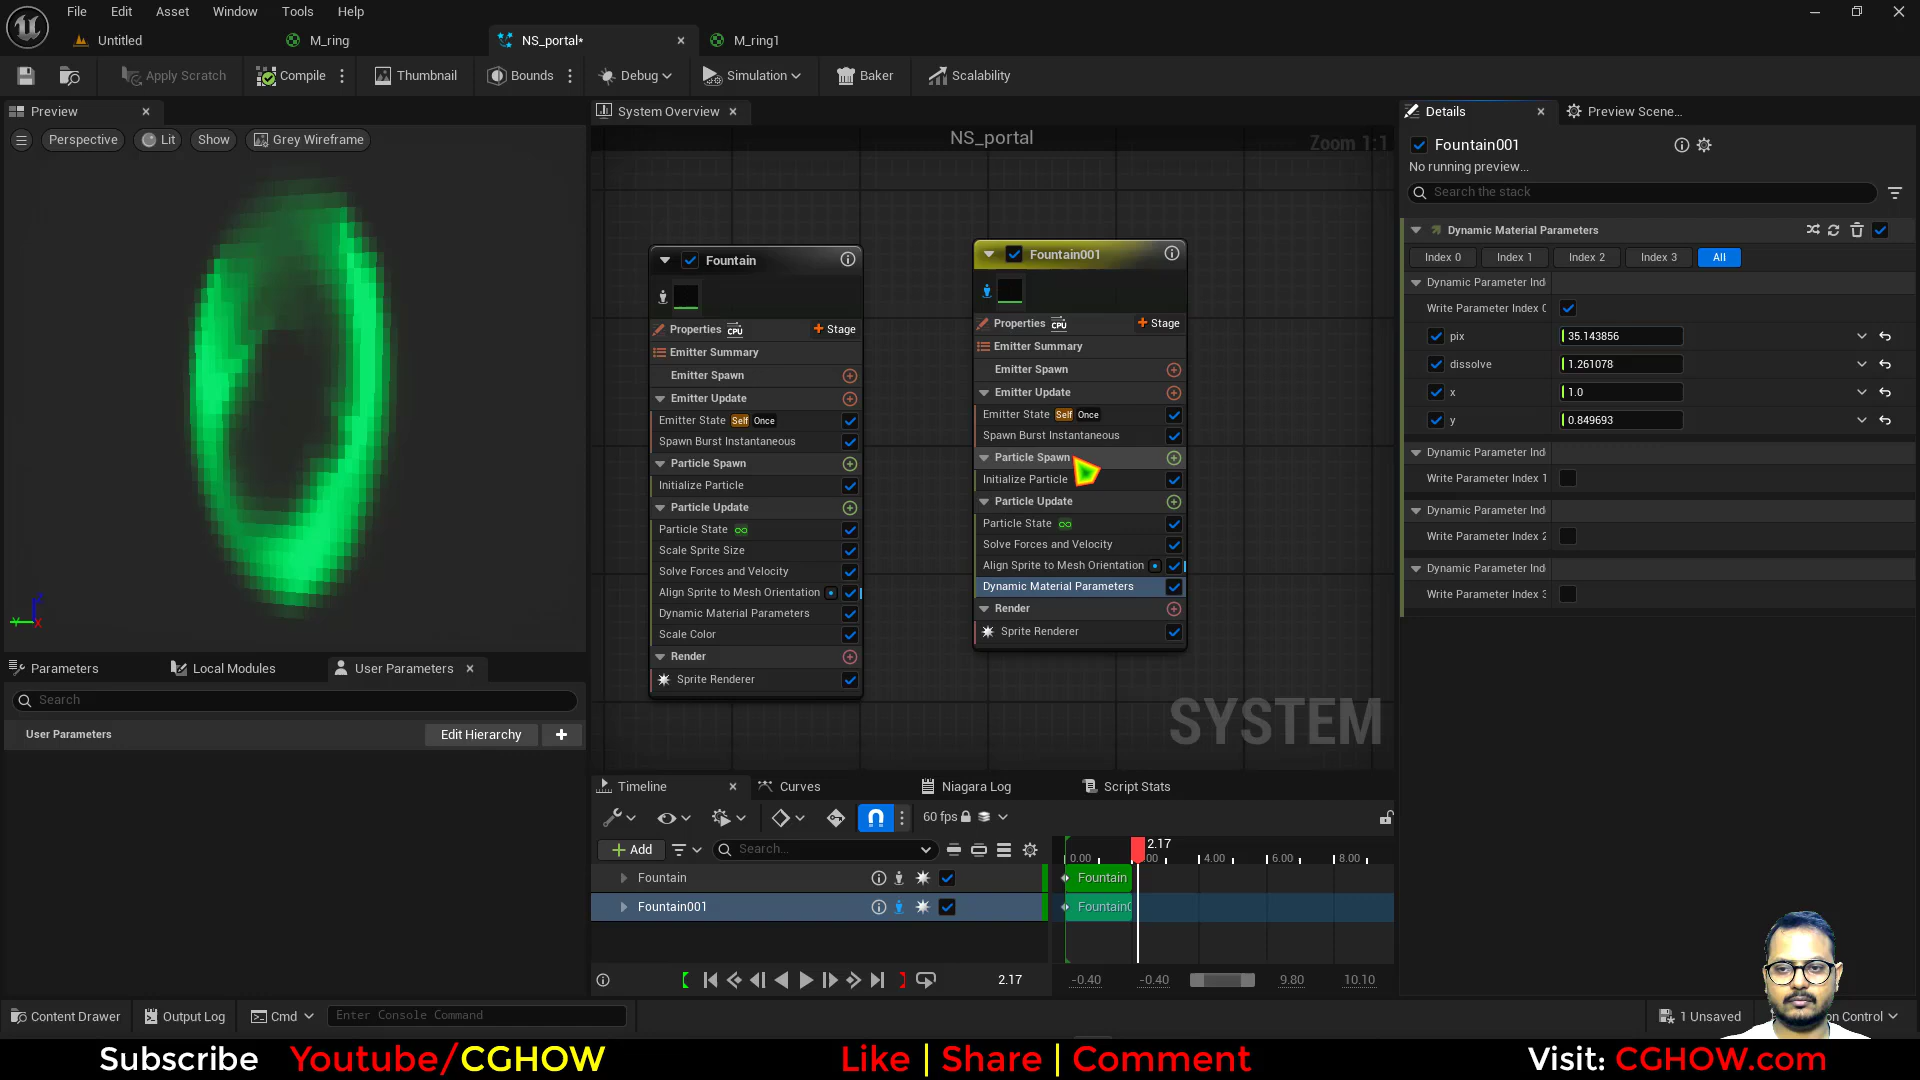 File Edit Asset Window Tools Help
Untitled M_ring NS_portal* M_ring1
Apply Scratch Compile Thumbnail Bounds Debug Simulation Baker Scalability
Preview System Overview Details Preview Scene...
Perspective Lit Show Grey Wireframe
NS_portal Zoom 1:1
Fountain001
No running preview...
Search the stack
Dynamic Material Parameters
Index 0 Index 1 Index 2 Index 3 All
Dynamic Parameter Ind
Write Parameter Index 0
pix 35.143856
dissolve 1.261078
x 1.0
y 0.849693
Dynamic Parameter Ind
Write Parameter Index 1
Dynamic Parameter Ind
Write Parameter Index 2
Dynamic Parameter Ind
Write Parameter Index 3
Fountain
Properties CPU Stage
Emitter Summary
Emitter Spawn
Emitter Update
Emitter State Self Once
Spawn Burst Instantaneous
Particle Spawn
Initialize Particle
Particle Update
Particle State
Scale Sprite Size
Solve Forces and Velocity
Align Sprite to Mesh Orientation
Dynamic Material Parameters
Scale Color
Render
Sprite Renderer
Fountain001
Properties CPU Stage
Emitter Summary
Emitter Spawn
Emitter Update
Emitter State Self Once
Spawn Burst Instantaneous
Particle Spawn
Initialize Particle
Particle Update
Particle State
Solve Forces and Velocity
Align Sprite to Mesh Orientation
Dynamic Material Parameters
Render
Sprite Renderer
SYSTEM
Parameters Local Modules User Parameters
Search
User Parameters Edit Hierarchy
Timeline Curves Niagara Log Script Stats
60 fps
Add Search... 2.17
0.00 4.00 6.00 8.00
Fountain Fountain
Fountain001
2.17 -0.40 -0.40 9.80 10.10
Content Drawer Output Log Cmd Enter Console Command 1 Unsaved on Control
Subscribe Youtube/CGHOW Like | Share | Comment Visit: CGHOW.com